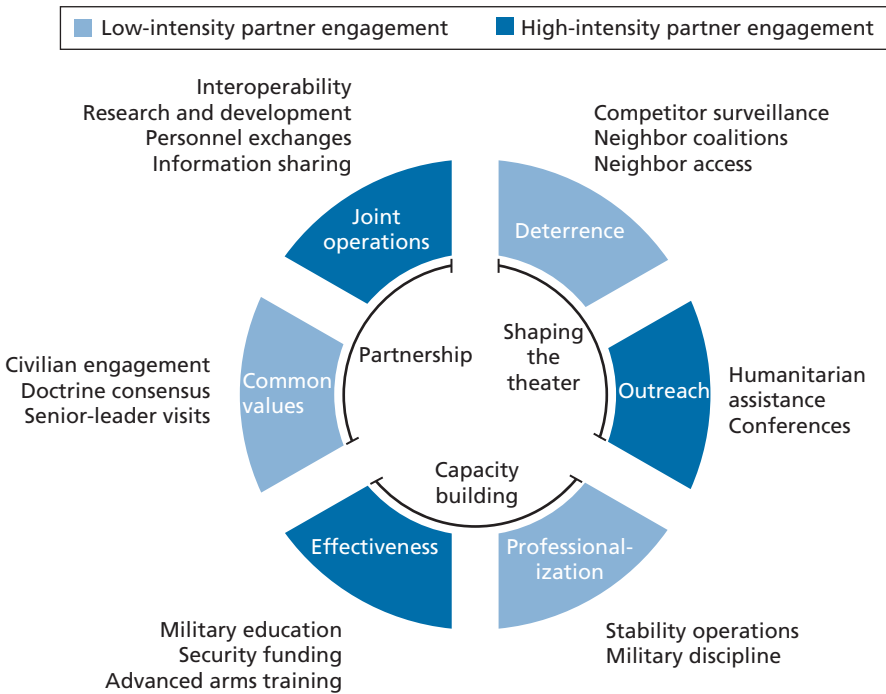 Low-intensity partner engagement
High-intensity partner engagement
Interoperability
Research and development
Personnel exchanges
Information sharing
Competitor surveillance
Neighbor coalitions
Neighbor access
Joint
operations
Deterrence
Partnership
Shaping
the
theater
Civilian engagement
Doctrine consensus
Senior-leader visits
Common
values
Outreach
Humanitarian
assistance
Conferences
Capacity
building
Effectiveness
Professional-
ization
Military education
Security funding
Advanced arms training
Stability operations
Military discipline